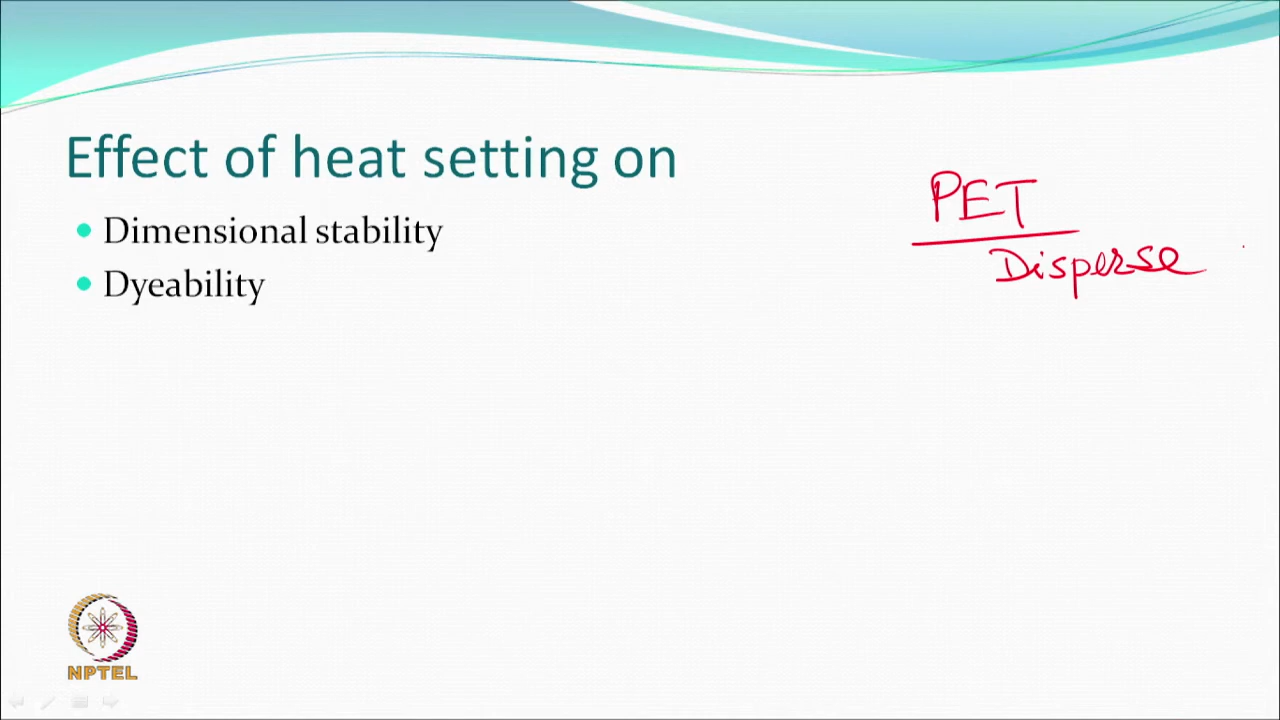 Effect of heat setting on
Dimensional stability
Dyeability
PET
Disperse
NPTEL